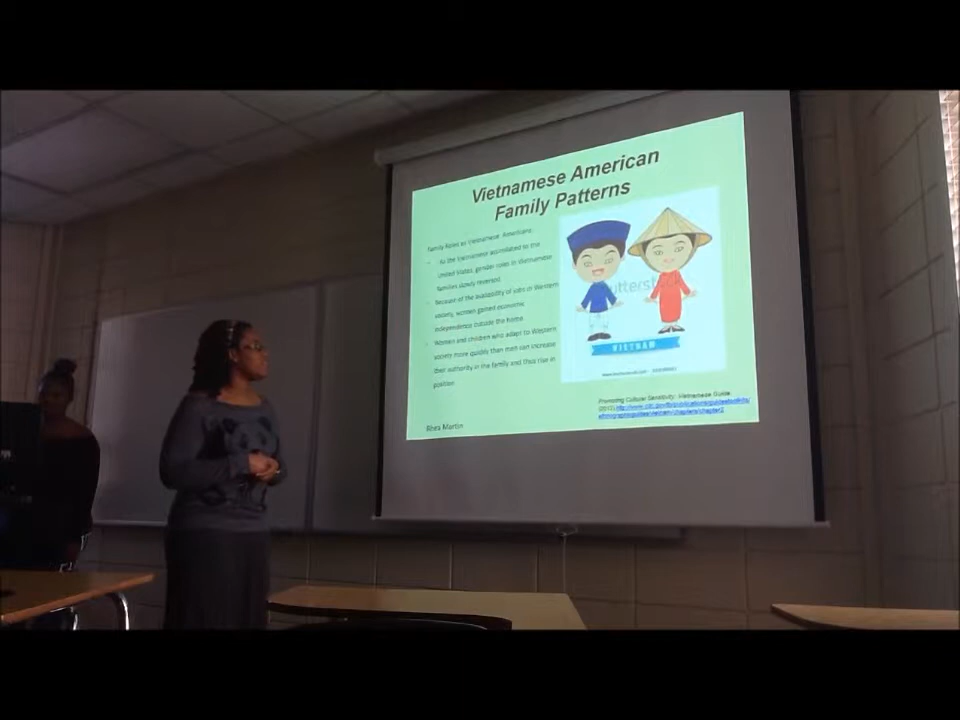 Vietnamese American
Family Patterns
Family Roles as Vietnamese Americans:
- As the Vietnamese assimilated to the
United States, gender roles in Vietnamese
families slowly reversed
- Because of the availability of jobs in Western
society, women gained economic
independence outside the home
- Women and children who adapt to Western
society more quickly than men can increase
their authority in the family and thus rise in
position
shutterstock
VIETNAM
Promoting Cultural Sensitivity: Vietnamese Guide
Rhea Martin